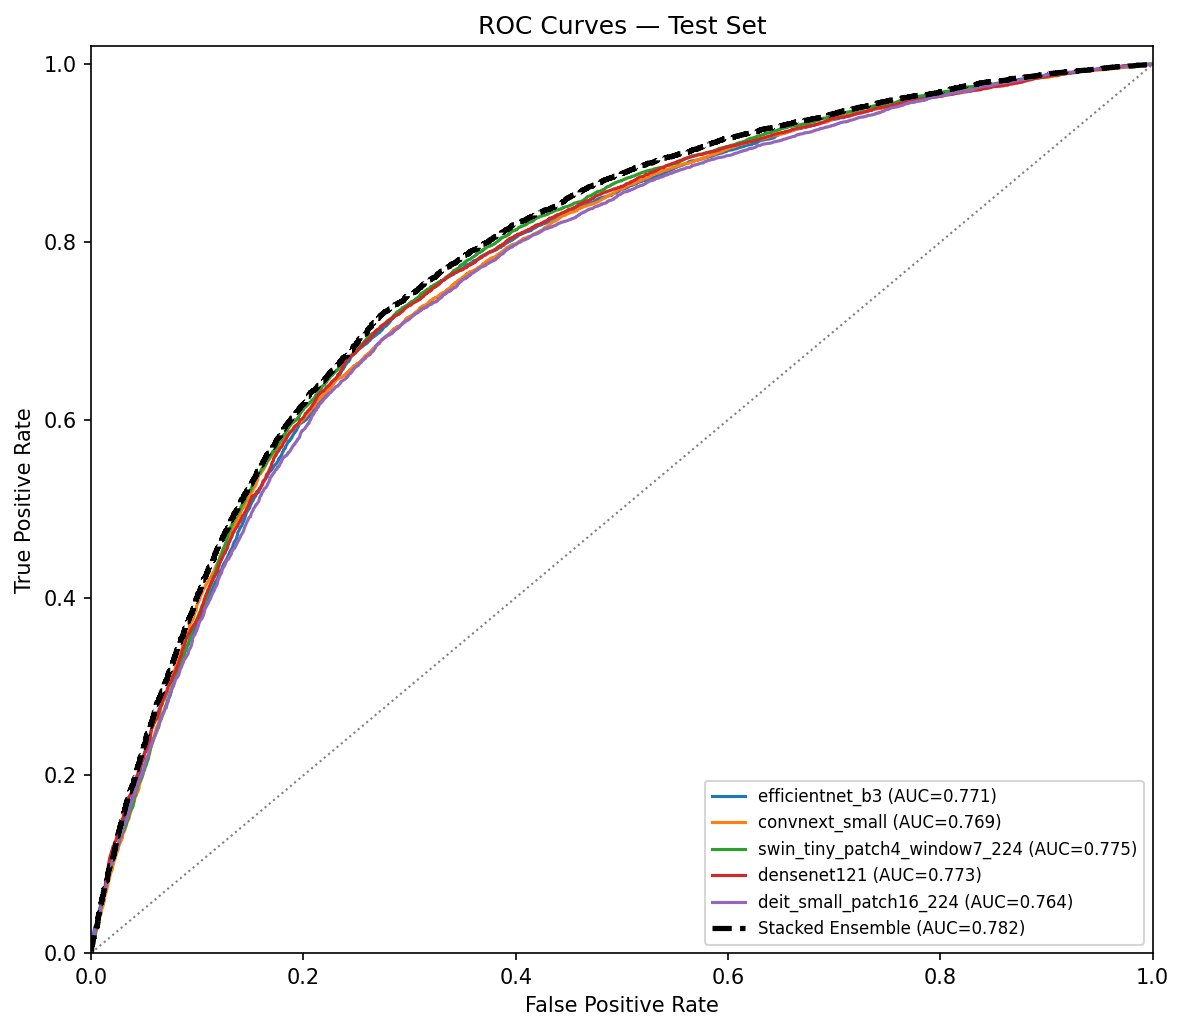 ROC Curves — Test Set
True Positive Rate
1.0
0.8
0.6
0.4
0.2
0.0
0.0 0.2 0.4 0.6 0.8 1.0
False Positive Rate
efficientnet_b3 (AUC=0.771)
convnext_small (AUC=0.769)
swin_tiny_patch4_window7_224 (AUC=0.775)
densenet121 (AUC=0.773)
deit_small_patch16_224 (AUC=0.764)
Stacked Ensemble (AUC=0.782)